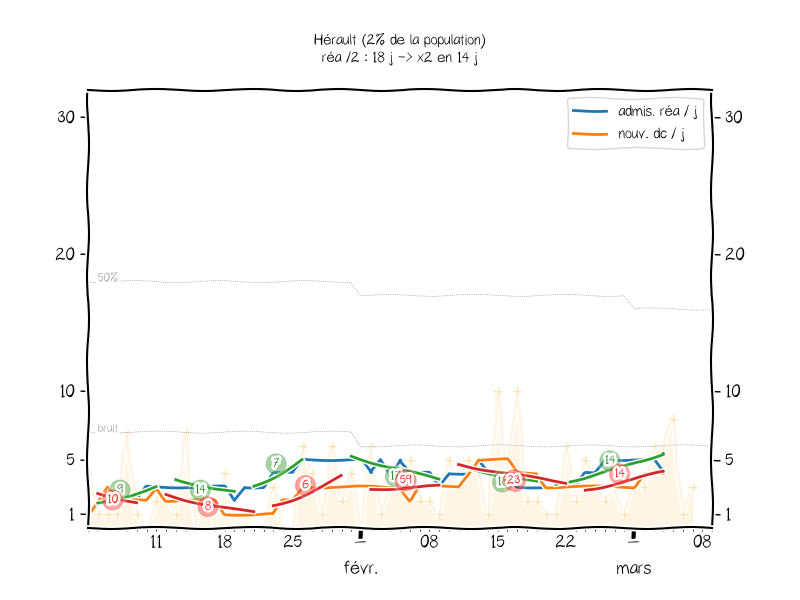 Hérault (2% de la population)
réa /2 : 18 j -> x2 en 14 j
admis. réa / j
nouv. dc / j
30 30
20 20
50%
10 10
bruit
5 5
7 14
6 14
9 14 59 23
10 8
1 1
11 18 25 1 08 15 22 1 08
févr. mars